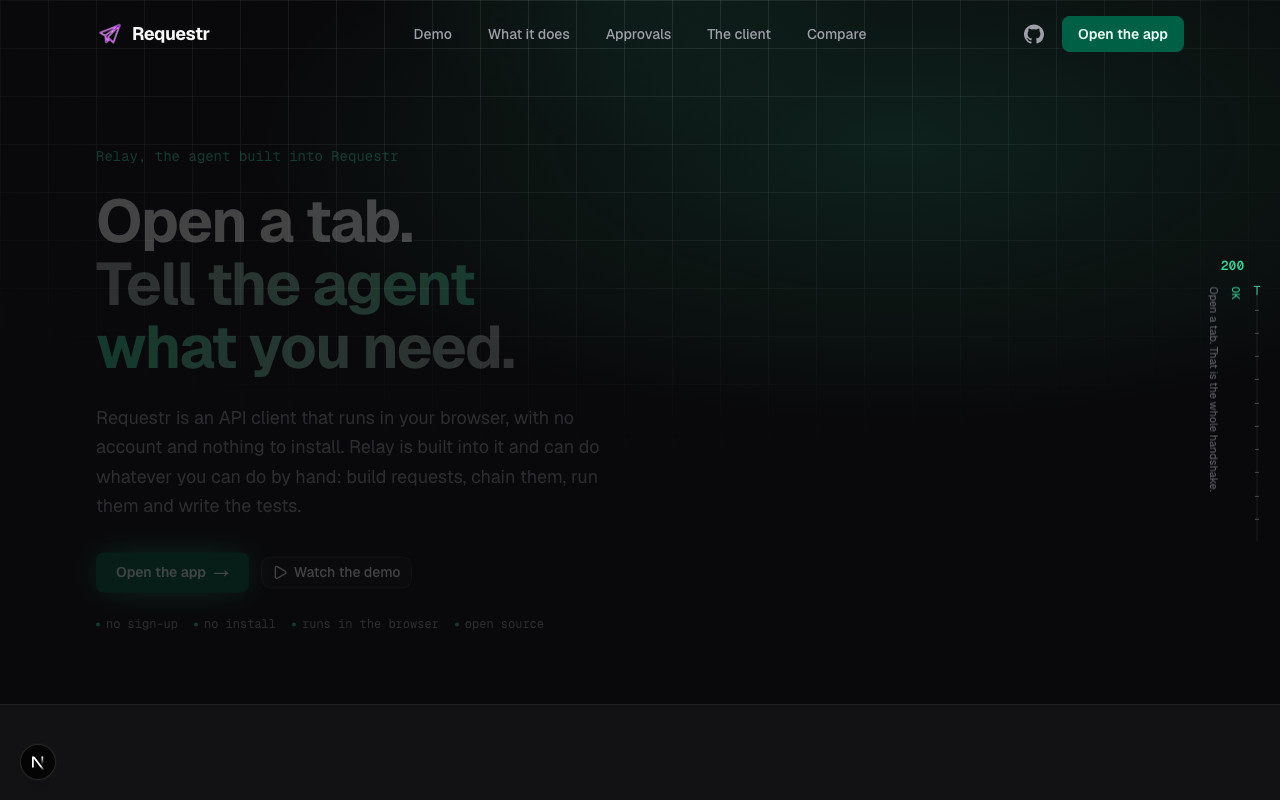 Requestr
Demo
What it does
Approvals
The client
Compare
Open the app
Relay, the agent built into Requestr
Open a tab.
Tell the agent
what you need.
Requestr is an API client that runs in your browser, with no
account and nothing to install. Relay is built into it and can do
whatever you can do by hand: build requests, chain them, run
them and write the tests.
Open the app →
Watch the demo
no sign-up
no install
runs in the browser
open source
200
OK
T
Open a tab. That is the whole handshake.
N